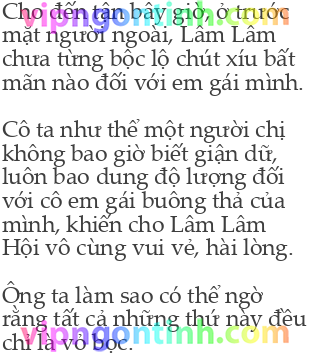 Cho đến tận bây giờ, ở trước
mặt người ngoài, Lâm Lâm
chưa từng bộc lộ chút xíu bất
mãn nào đối với em gái mình.
Cô ta như thể một người chị
không bao giờ biết giận dữ,
luôn bao dung độ lượng đối
với cô em gái buông thả của
mình, khiến cho Lâm Lâm
Hội vô cùng vui vẻ, hài lòng.
Ông ta làm sao có thể ngờ
rằng tất cả những thứ này đều
chỉ là vỏ bọc.
vipngontinh.com
vipngontinh.com